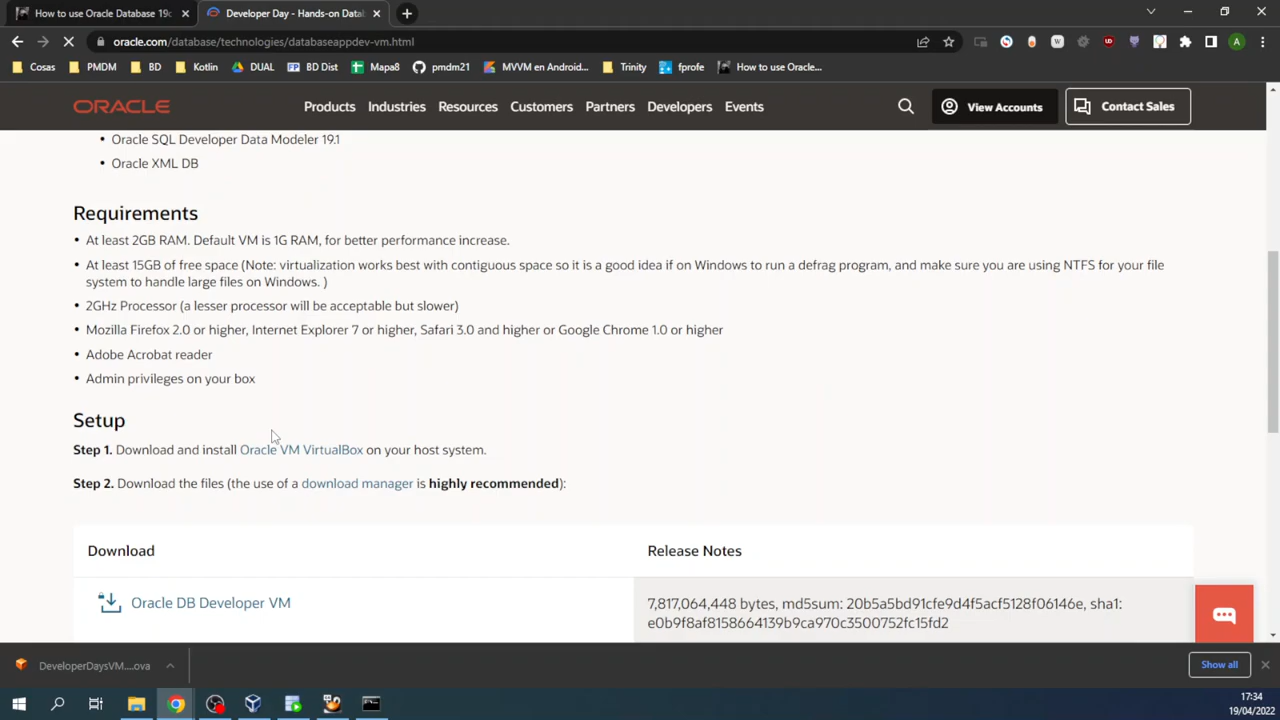 How to use Oracle Database 19c
Developer Day - Hands-on Datab
oracle.com/database/technologies/databaseappdev-vm.html
Cosas
PMDM
BD
Kotlin
DUAL
BD Dist
Mapa8
pmdm21
MVVM en Android...
Trinity
fprofe
How to use Oracle...
ORACLE
Products
Industries
Resources
Customers
Partners
Developers
Events
View Accounts
Contact Sales
• Oracle SQL Developer Data Modeler 19.1
• Oracle XML DB
Requirements
• At least 2GB RAM. Default VM is 1G RAM, for better performance increase.
• At least 15GB of free space (Note: virtualization works best with contiguous space so it is a good idea if on Windows to run a defrag program, and make sure you are using NTFS for your file
system to handle large files on Windows. )
• 2GHz Processor (a lesser processor will be acceptable but slower)
• Mozilla Firefox 2.0 or higher, Internet Explorer 7 or higher, Safari 3.0 and higher or Google Chrome 1.0 or higher
• Adobe Acrobat reader
• Admin privileges on your box
Setup
Step 1. Download and install Oracle VM VirtualBox on your host system.
Step 2. Download the files (the use of a download manager is highly recommended):
Download
Release Notes
Oracle DB Developer VM
7,817,064,448 bytes, md5sum: 20b5a5bd91cfe9d4f5acf5128f06146e, sha1:
e0b9f8af8158664139b9ca970c3500752fc15fd2
DeveloperDaysVM....ova
Show all
17:34
19/04/2022